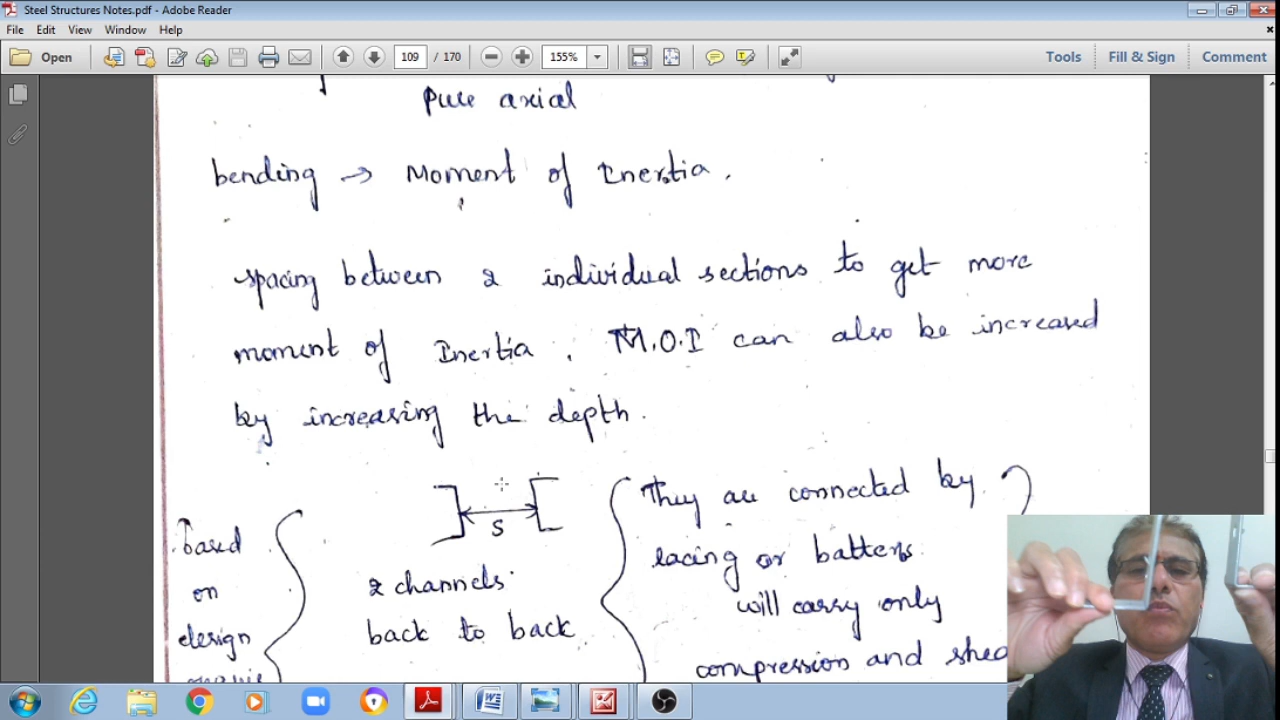 Steel Structures Notes.pdf - Adobe Reader
File Edit View Window Help
Open 109 / 170 155% Tools Fill & Sign Comment
pure axial
bending → Moment of Inertia.
spacing between 2 individual sections to get more
moment of Inertia. M.O.I can also be increased
by increasing the depth.
S
based
on
design
2 channels
back to back
They are connected by
lacing or battens
will carry only
compression and shea